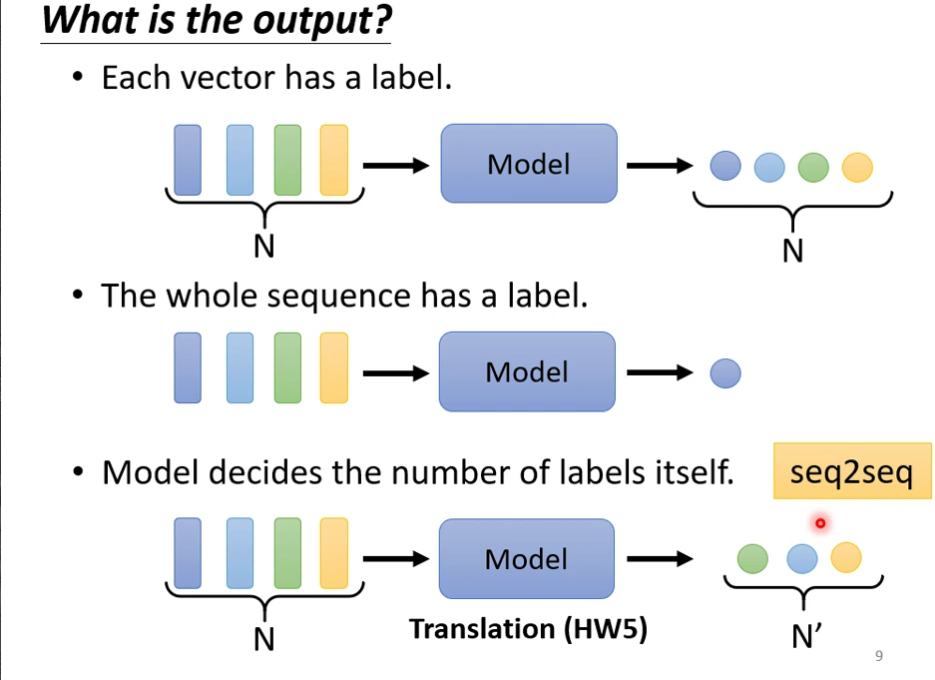 What is the output?
• Each vector has a label.
Model
N
N
• The whole sequence has a label.
Model
• Model decides the number of labels itself.
seq2seq
Model
Translation (HW5)
N
N’
9